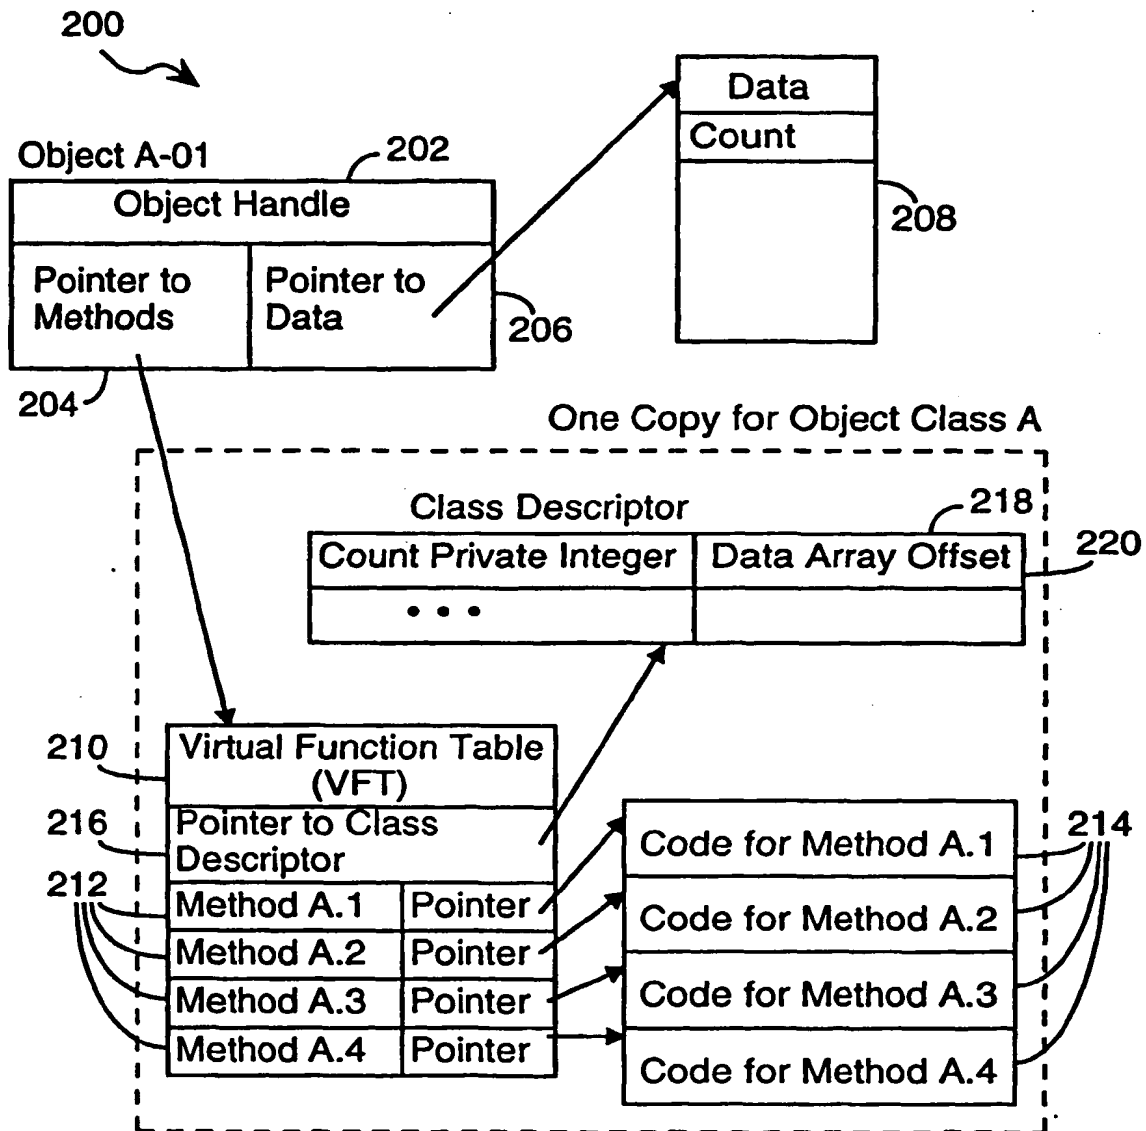 200
Data
Count
208
Object A-01
202
Object Handle
Pointer to
Methods
Pointer to
Data
206
204
One Copy for Object Class A
Class Descriptor
218
Count Private Integer
Data Array Offset
220
• • •
210
Virtual Function Table
(VFT)
216
Pointer to Class
Descriptor
212
Method A.1
Pointer
Method A.2
Pointer
Method A.3
Pointer
Method A.4
Pointer
Code for Method A.1
214
Code for Method A.2
Code for Method A.3
Code for Method A.4